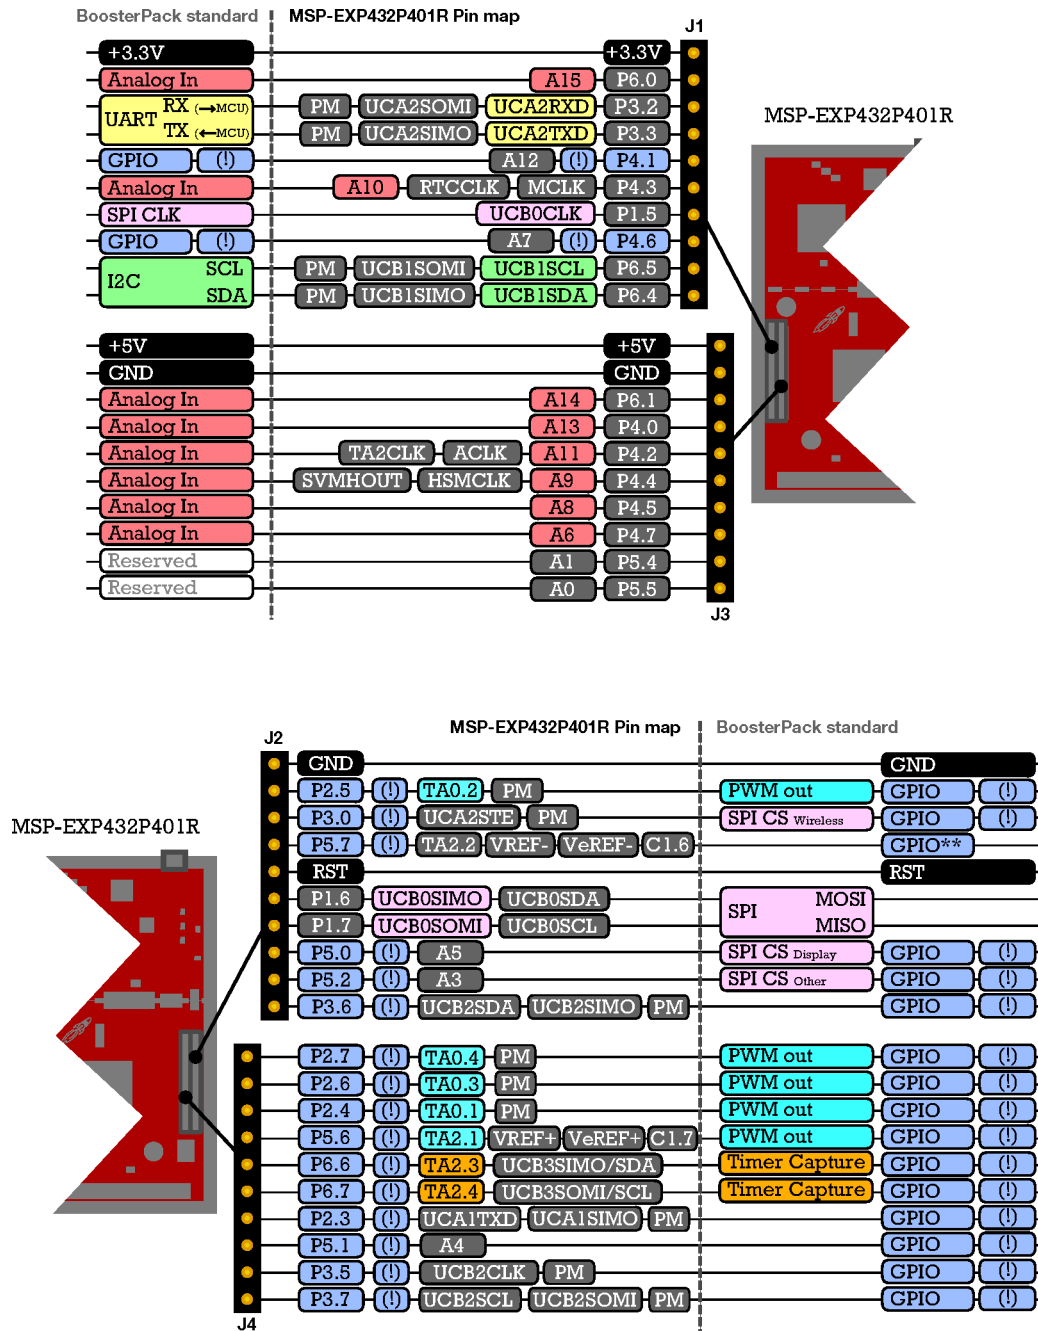 BoosterPack standard MSP-EXP432P401R Pin map
J1
+3.3V +3.3V
Analog In A15 P6.0
UART RX (→MCU) PM UCA2SOMI UCA2RXD P3.2
TX (←MCU) PM UCA2SIMO UCA2TXD P3.3
GPIO (!) A12 (!) P4.1
Analog In A10 RTCCLK MCLK P4.3
SPI CLK UCB0CLK P1.5
GPIO (!) A7 (!) P4.6
I2C SCL PM UCB1SOMI UCB1SCL P6.5
SDA PM UCB1SIMO UCB1SDA P6.4
MSP-EXP432P401R
+5V +5V
GND GND
Analog In A14 P6.1
Analog In A13 P4.0
Analog In TA2CLK ACLK A11 P4.2
Analog In SVMHOUT HSMCLK A9 P4.4
Analog In A8 P4.5
Analog In A6 P4.7
Reserved A1 P5.4
Reserved A0 P5.5
J3
MSP-EXP432P401R Pin map BoosterPack standard
J2
GND GND
P2.5 (!) TA0.2 PM PWM out GPIO (!)
P3.0 (!) UCA2STE PM SPI CS Wireless GPIO (!)
P5.7 (!) TA2.2 VREF- VeREF- C1.6 GPIO**
RST RST
P1.6 UCB0SIMO UCB0SDA SPI MOSI
P1.7 UCB0SOMI UCB0SCL MISO
P5.0 (!) A5 SPI CS Display GPIO (!)
P5.2 (!) A3 SPI CS Other GPIO (!)
P3.6 (!) UCB2SDA UCB2SIMO PM GPIO (!)
MSP-EXP432P401R
P2.7 (!) TA0.4 PM PWM out GPIO (!)
P2.6 (!) TA0.3 PM PWM out GPIO (!)
P2.4 (!) TA0.1 PM PWM out GPIO (!)
P5.6 (!) TA2.1 VREF+ VeREF+ C1.7 PWM out GPIO (!)
P6.6 (!) TA2.3 UCB3SIMO/SDA Timer Capture GPIO (!)
P6.7 (!) TA2.4 UCB3SOMI/SCL Timer Capture GPIO (!)
P2.3 (!) UCA1TXD UCA1SIMO PM GPIO (!)
P5.1 (!) A4 GPIO (!)
P3.5 (!) UCB2CLK PM GPIO (!)
P3.7 (!) UCB2SCL UCB2SOMI PM GPIO (!)
J4